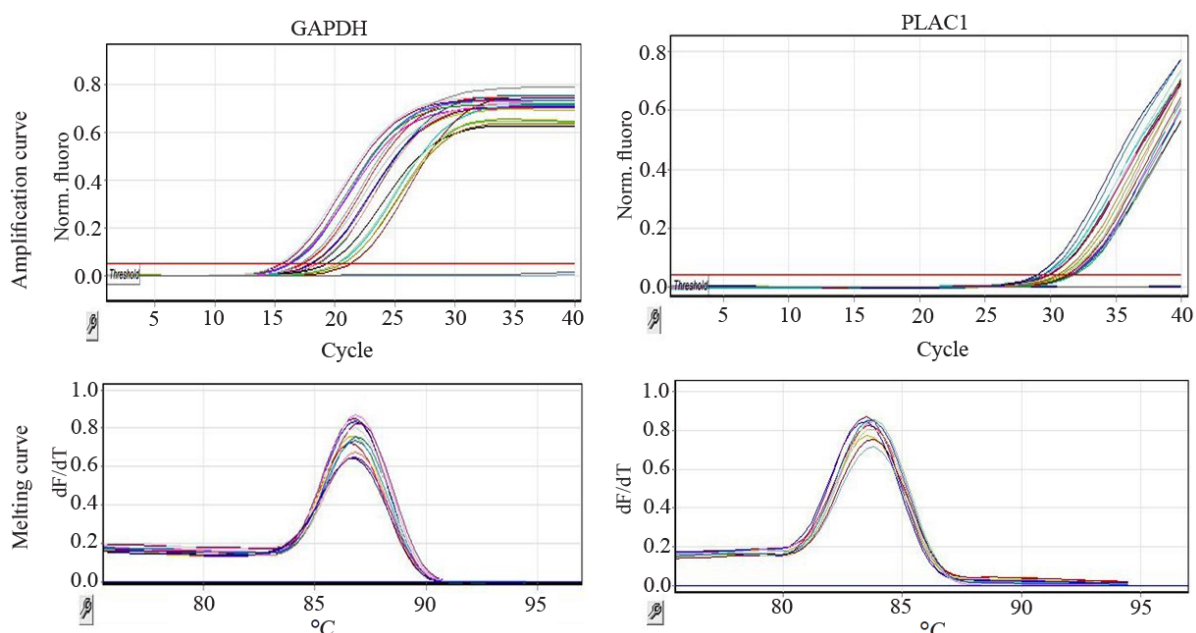 GAPDH
Amplification curve
Norm. fluoro
0.8
0.6
0.4
0.2
0.0
Threshold
5 10 15 20 25 30 35 40
Cycle
PLAC1
Norm. fluoro
0.8
0.6
0.4
0.2
0.0
Threshold
5 10 15 20 25 30 35 40
Cycle
Melting curve
dF/dT
1.0
0.8
0.6
0.4
0.2
0.0
80 85 90 95
°C
dF/dT
1.0
0.8
0.6
0.4
0.2
0.0
80 85 90 95
°C